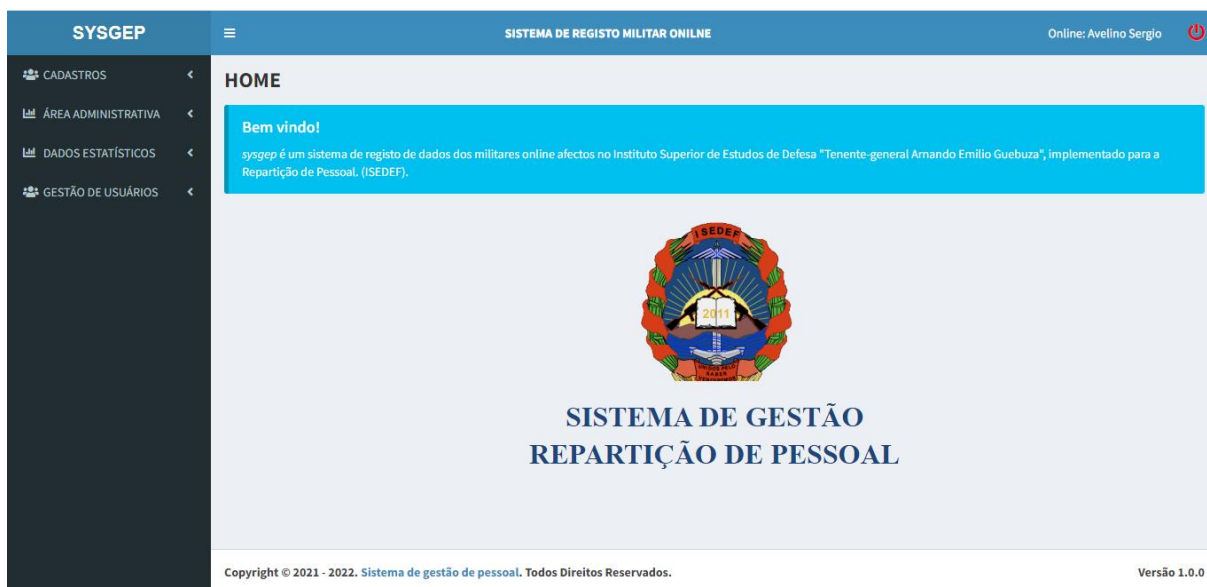 SYSGEP
SISTEMA DE REGISTO MILITAR ONILNE
Online: Avelino Sergio
CADASTROS
ÁREA ADMINISTRATIVA
DADOS ESTATÍSTICOS
GESTÃO DE USUÁRIOS
HOME
Bem vindo!
sysgep é um sistema de registo de dados dos militares online afectos no Instituto Superior de Estudos de Defesa "Tenente-general Arnando Emilio Guebuza", implementado para a
Repartição de Pessoal. (ISEDEF).
ISEDEF
2011
UNIDOS PELO
SABER
SISTEMA DE GESTÃO
REPARTIÇÃO DE PESSOAL
Copyright © 2021 - 2022. Sistema de gestão de pessoal. Todos Direitos Reservados.
Versão 1.0.0